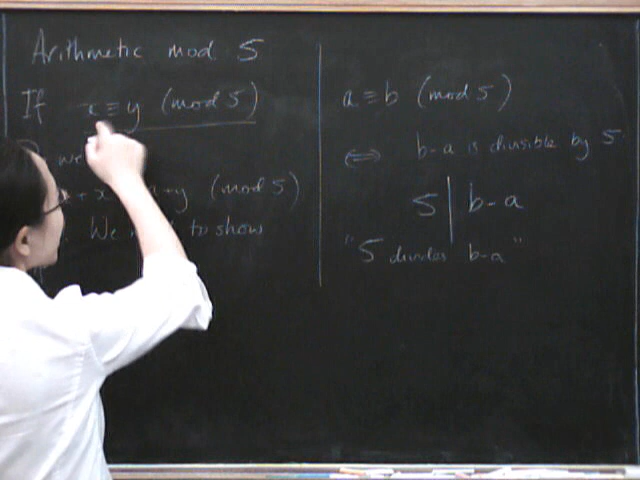 Arithmetic mod 5
If x ≡ y (mod 5)
we
+ x +y (mod 5)
We to show
a ≡ b (mod 5)
⇔ b-a is divisible by 5.
5 | b-a
"5 divides b-a"